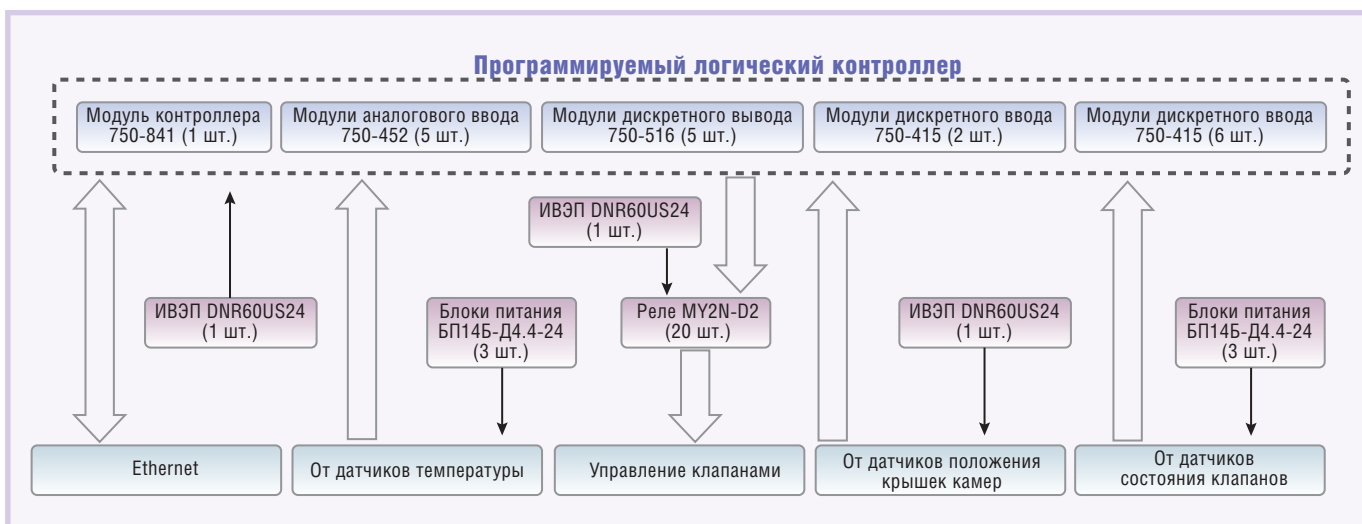 Программируемый логический контроллер
Модуль контроллера
750-841 (1 шт.)
Модули аналогового ввода
750-452 (5 шт.)
Модули дискретного вывода
750-516 (5 шт.)
Модули дискретного ввода
750-415 (2 шт.)
Модули дискретного ввода
750-415 (6 шт.)
ИВЭП DNR60US24
(1 шт.)
ИВЭП DNR60US24
(1 шт.)
Блоки питания
БП14Б-Д4.4-24
(3 шт.)
Реле MY2N-D2
(20 шт.)
ИВЭП DNR60US24
(1 шт.)
Блоки питания
БП14Б-Д4.4-24
(3 шт.)
Ethernet
От датчиков температуры
Управление клапанами
От датчиков положения
крышек камер
От датчиков
состояния клапанов